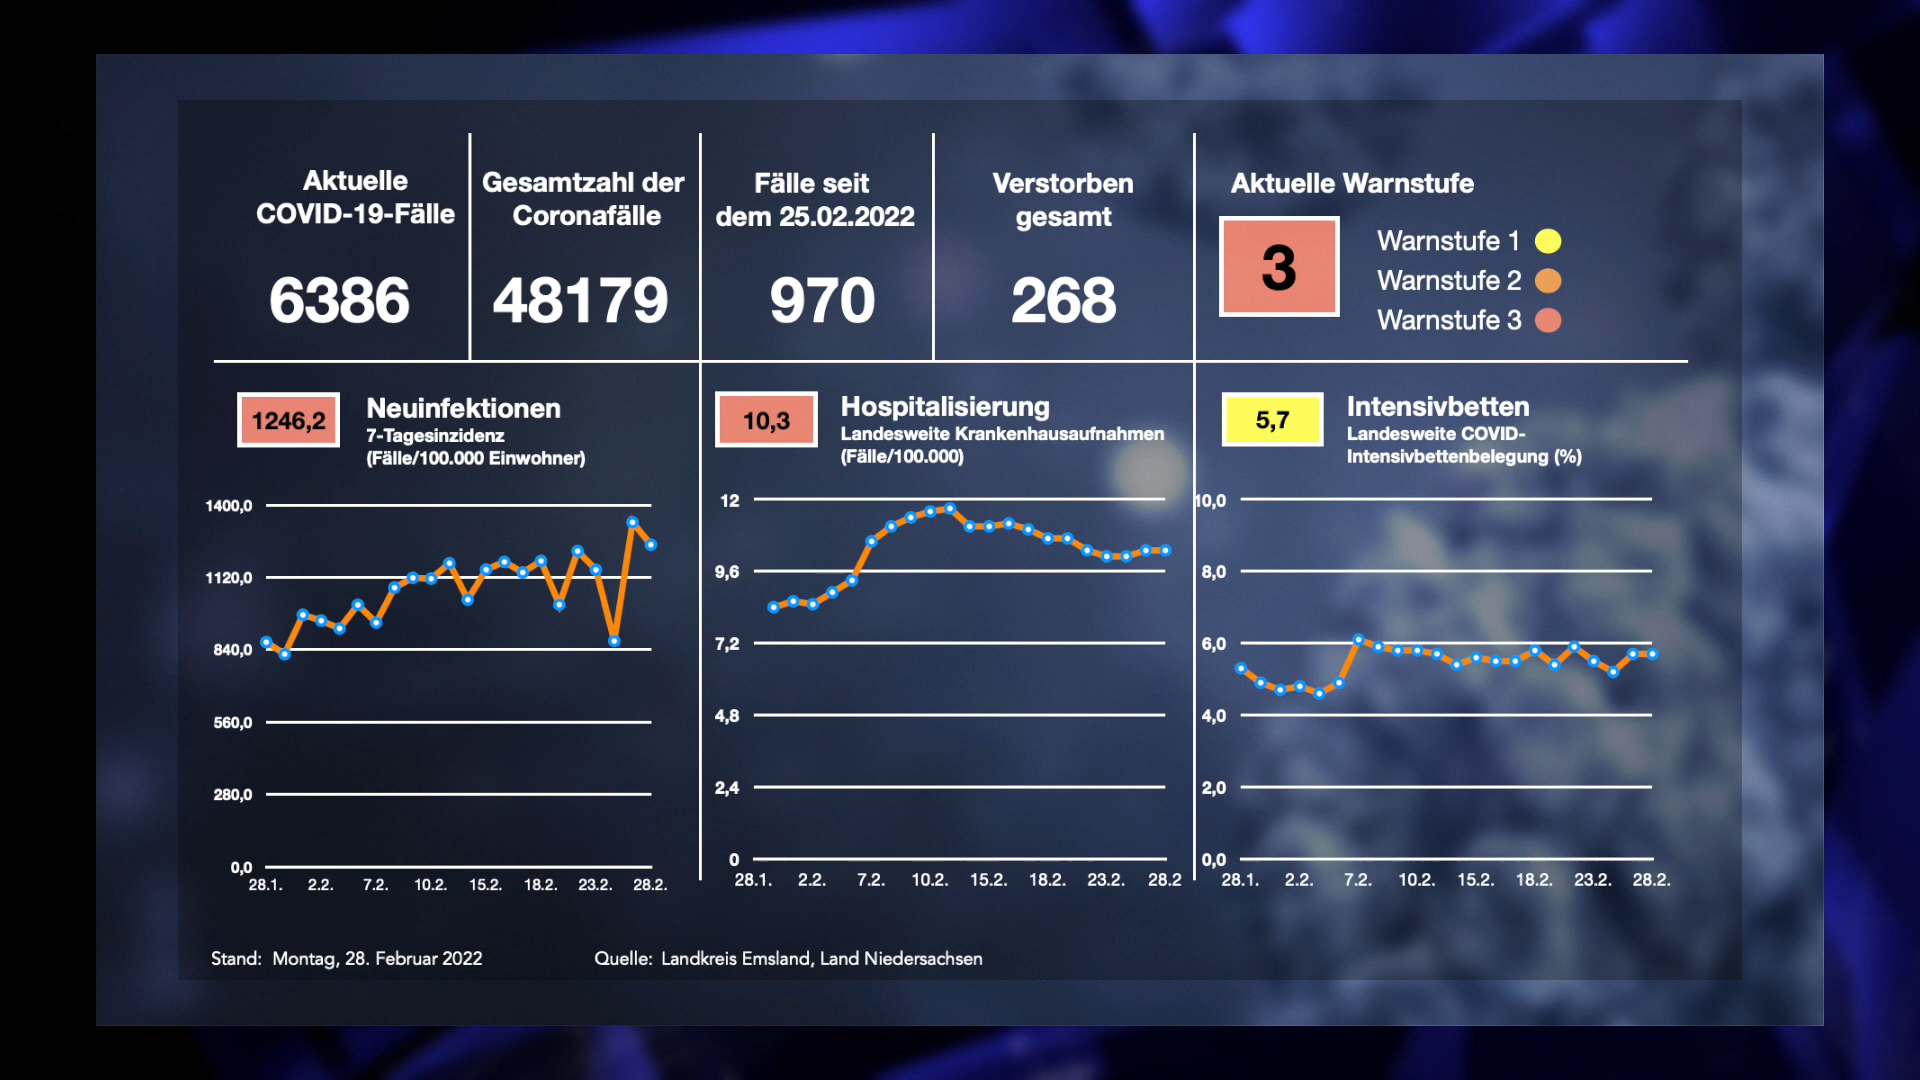 Aktuelle
COVID-19-Fälle
6386
Gesamtzahl der
Coronafälle
48179
Fälle seit
dem 25.02.2022
970
Verstorben
gesamt
268
Aktuelle Warnstufe
3
Warnstufe 1
Warnstufe 2
Warnstufe 3
1246,2
Neuinfektionen
7-Tagesinzidenz
(Fälle/100.000 Einwohner)
1400,0
1120,0
840,0
560,0
280,0
0,0
28.1. 2.2. 7.2. 10.2. 15.2. 18.2. 23.2. 28.2.
10,3
Hospitalisierung
Landesweite Krankenhausaufnahmen
(Fälle/100.000)
12
9,6
7,2
4,8
2,4
0
28.1. 2.2. 7.2. 10.2. 15.2. 18.2. 23.2. 28.2
5,7
Intensivbetten
Landesweite COVID-
Intensivbettenbelegung (%)
10,0
8,0
6,0
4,0
2,0
0,0
28.1. 2.2. 7.2. 10.2. 15.2. 18.2. 23.2. 28.2.
Stand: Montag, 28. Februar 2022
Quelle: Landkreis Emsland, Land Niedersachsen